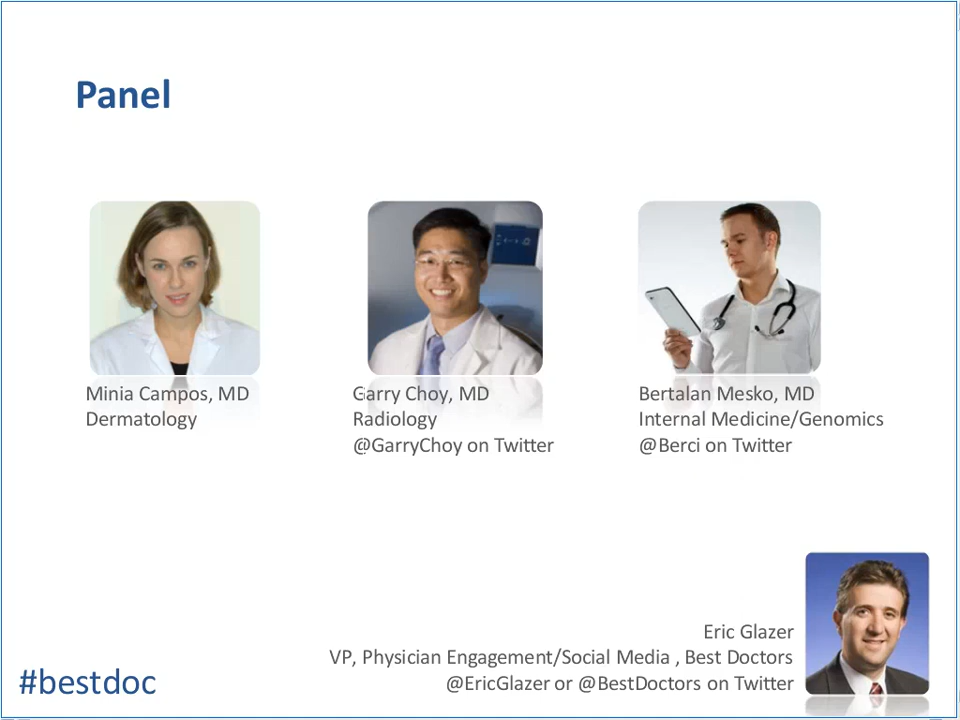 Panel
Minia Campos, MD
Dermatology
Garry Choy, MD
Radiology
@GarryChoy on Twitter
Bertalan Mesko, MD
Internal Medicine/Genomics
@Berci on Twitter
Eric Glazer
VP, Physician Engagement/Social Media , Best Doctors
@EricGlazer or @BestDoctors on Twitter
#bestdoc